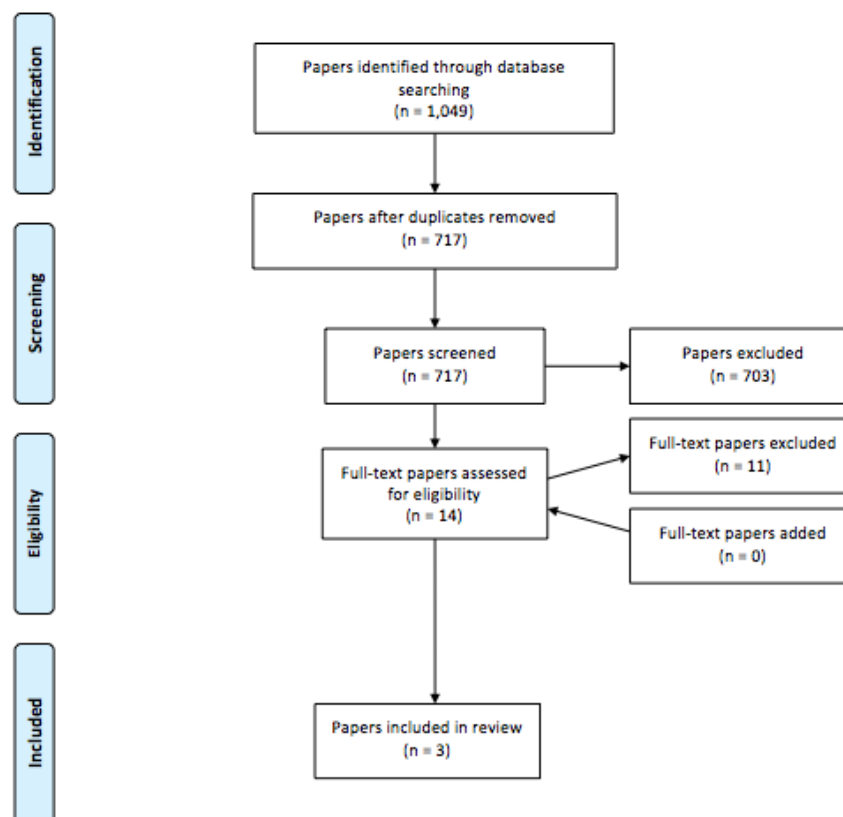 Identification
Papers identified through database
searching
(n = 1,049)
Papers after duplicates removed
(n = 717)
Screening
Papers screened
(n = 717)
Papers excluded
(n = 703)
Eligibility
Full-text papers assessed
for eligibility
(n = 14)
Full-text papers excluded
(n = 11)
Full-text papers added
(n = 0)
Included
Papers included in review
(n = 3)